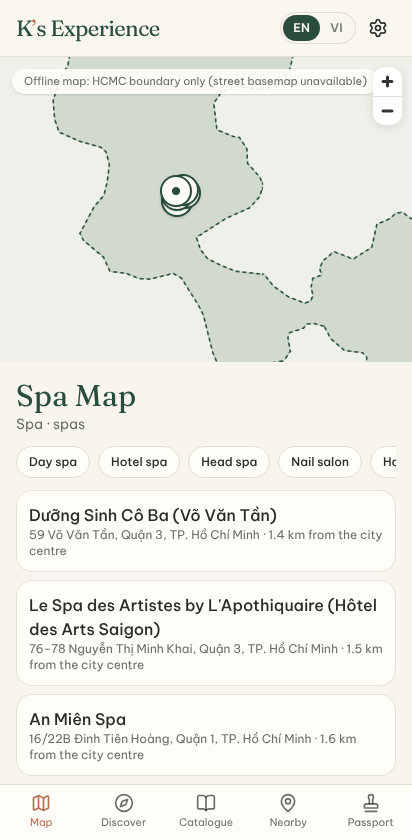 K's Experience
EN
VI
Offline map: HCMC boundary only (street basemap unavailable)
+
−
Spa Map
Spa · spas
Day spa
Hotel spa
Head spa
Nail salon
Dưỡng Sinh Cô Ba (Võ Văn Tần)
59 Võ Văn Tần, Quận 3, TP. Hồ Chí Minh · 1.4 km from the city
centre
Le Spa des Artistes by L'Apothiquaire (Hôtel
des Arts Saigon)
76-78 Nguyễn Thị Minh Khai, Quận 3, TP. Hồ Chí Minh · 1.5 km
from the city centre
An Miên Spa
16/22B Đinh Tiên Hoàng, Quận 1, TP. Hồ Chí Minh · 1.6 km
from the city centre
Map
Discover
Catalogue
Nearby
Passport